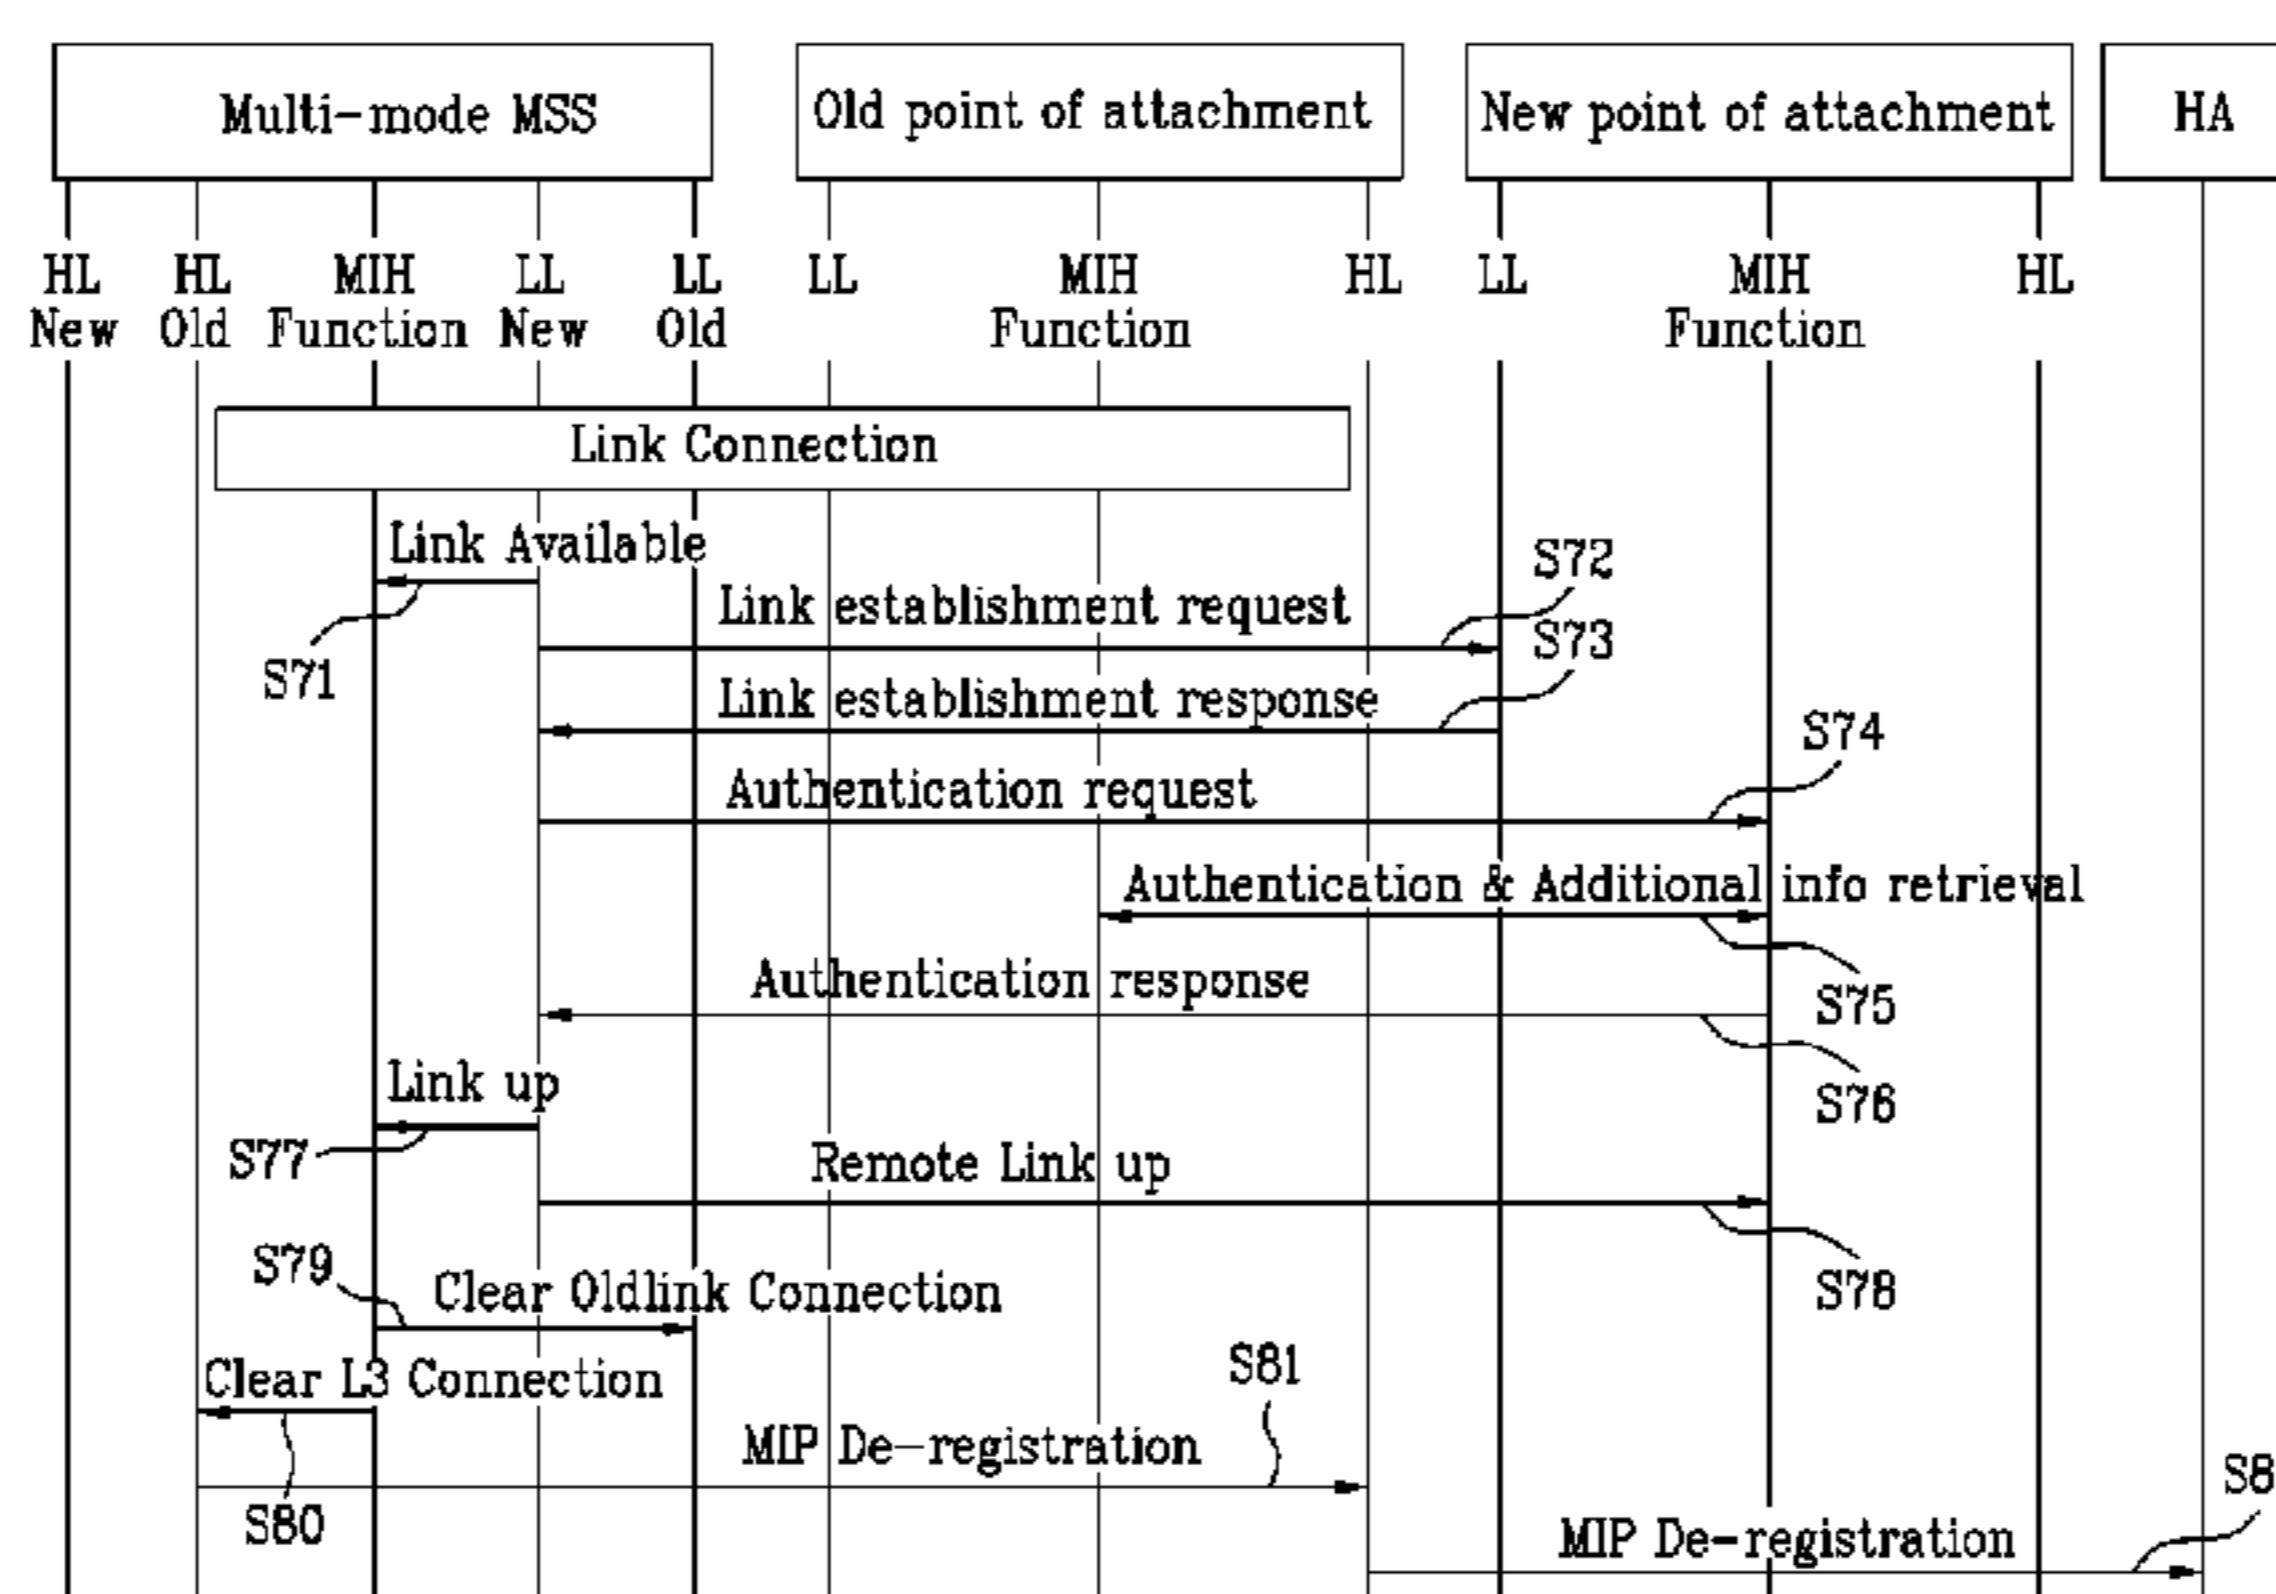 Multi-mode MSS
Old point of attachment
New point of attachment
HA
HL New
HL Old
MIH Function
LL New
LL Old
LL
MIH Function
HL
LL
MIH Function
HL
Link Connection
Link Available
S71
Link establishment request
S72
Link establishment response
S73
Authentication request
S74
Authentication & Additional info retrieval
S75
Authentication response
S76
Link up
S77
Remote Link up
S78
S79
Clear Oldlink Connection
Clear L3 Connection
S80
S81
MIP De-registration
S8
MIP De-registration